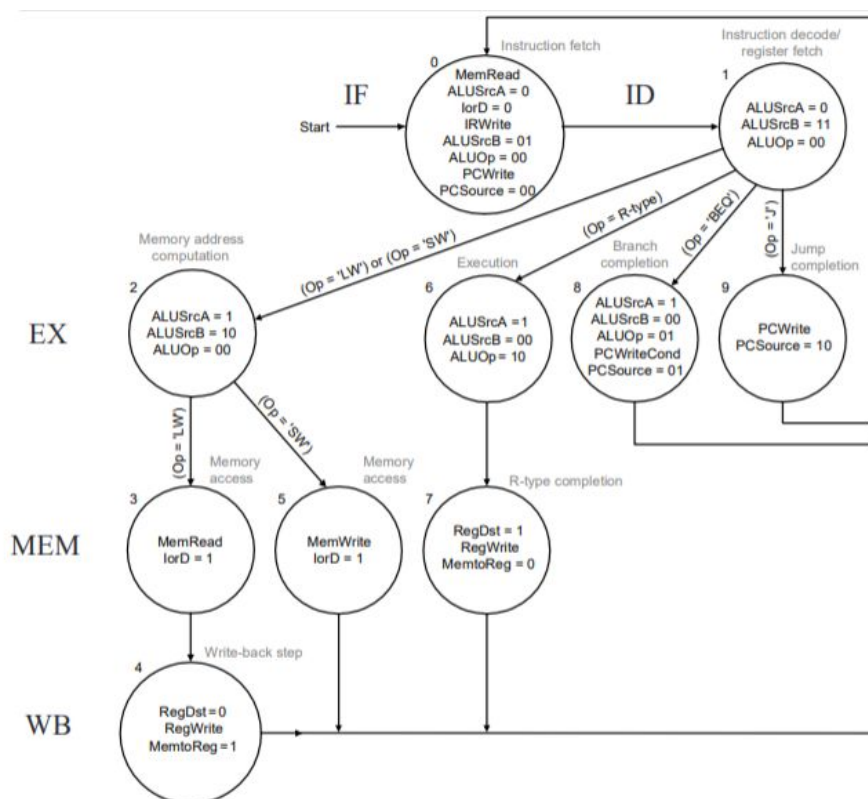 Instruction fetch
Instruction decode/
register fetch
0
1
IF
ID
Start
MemRead
ALUSrcA = 0
IorD = 0
IRWrite
ALUSrcB = 01
ALUOp = 00
PCWrite
PCSource = 00
ALUSrcA = 0
ALUSrcB = 11
ALUOp = 00
(Op = 'LW') or (Op = 'SW')
(Op = R-type)
(Op = 'BEQ')
(Op = 'J')
Memory address
computation
Execution
Branch
completion
Jump
completion
2
6
8
9
EX
ALUSrcA = 1
ALUSrcB = 10
ALUOp = 00
ALUSrcA =1
ALUSrcB = 00
ALUOp = 10
ALUSrcA = 1
ALUSrcB = 00
ALUOp = 01
PCWriteCond
PCSource = 01
PCWrite
PCSource = 10
(Op = 'LW')
(Op = 'SW')
Memory
access
Memory
access
R-type completion
3
5
7
MEM
MemRead
IorD = 1
MemWrite
IorD = 1
RegDst = 1
RegWrite
MemtoReg = 0
Write-back step
4
WB
RegDst=0
RegWrite
MemtoReg=1